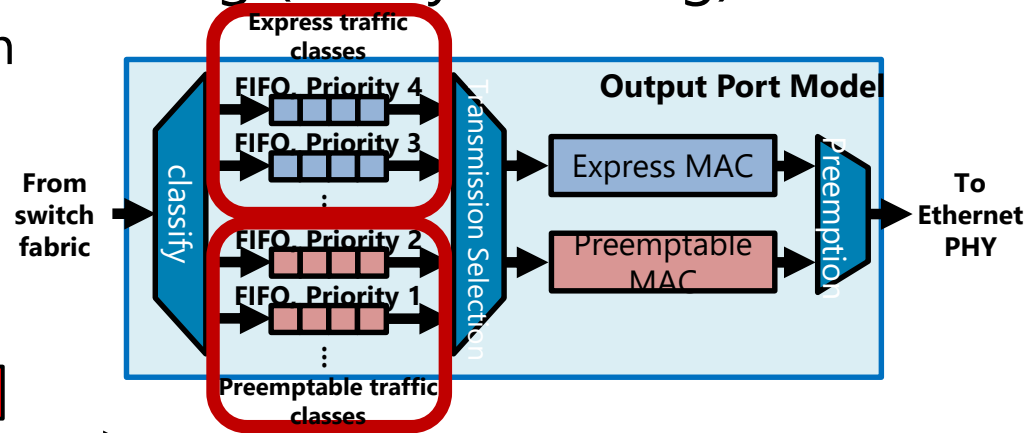 Express traffic
classes
Output Port Model
FIFO, Priority 4
FIFO, Priority 3
⋮
From
switch
fabric
classify
Transmission Selection
Express MAC
Preemptable
MAC
Preemption
To
Ethernet
PHY
FIFO, Priority 2
FIFO, Priority 1
⋮
Preemptable traffic
classes